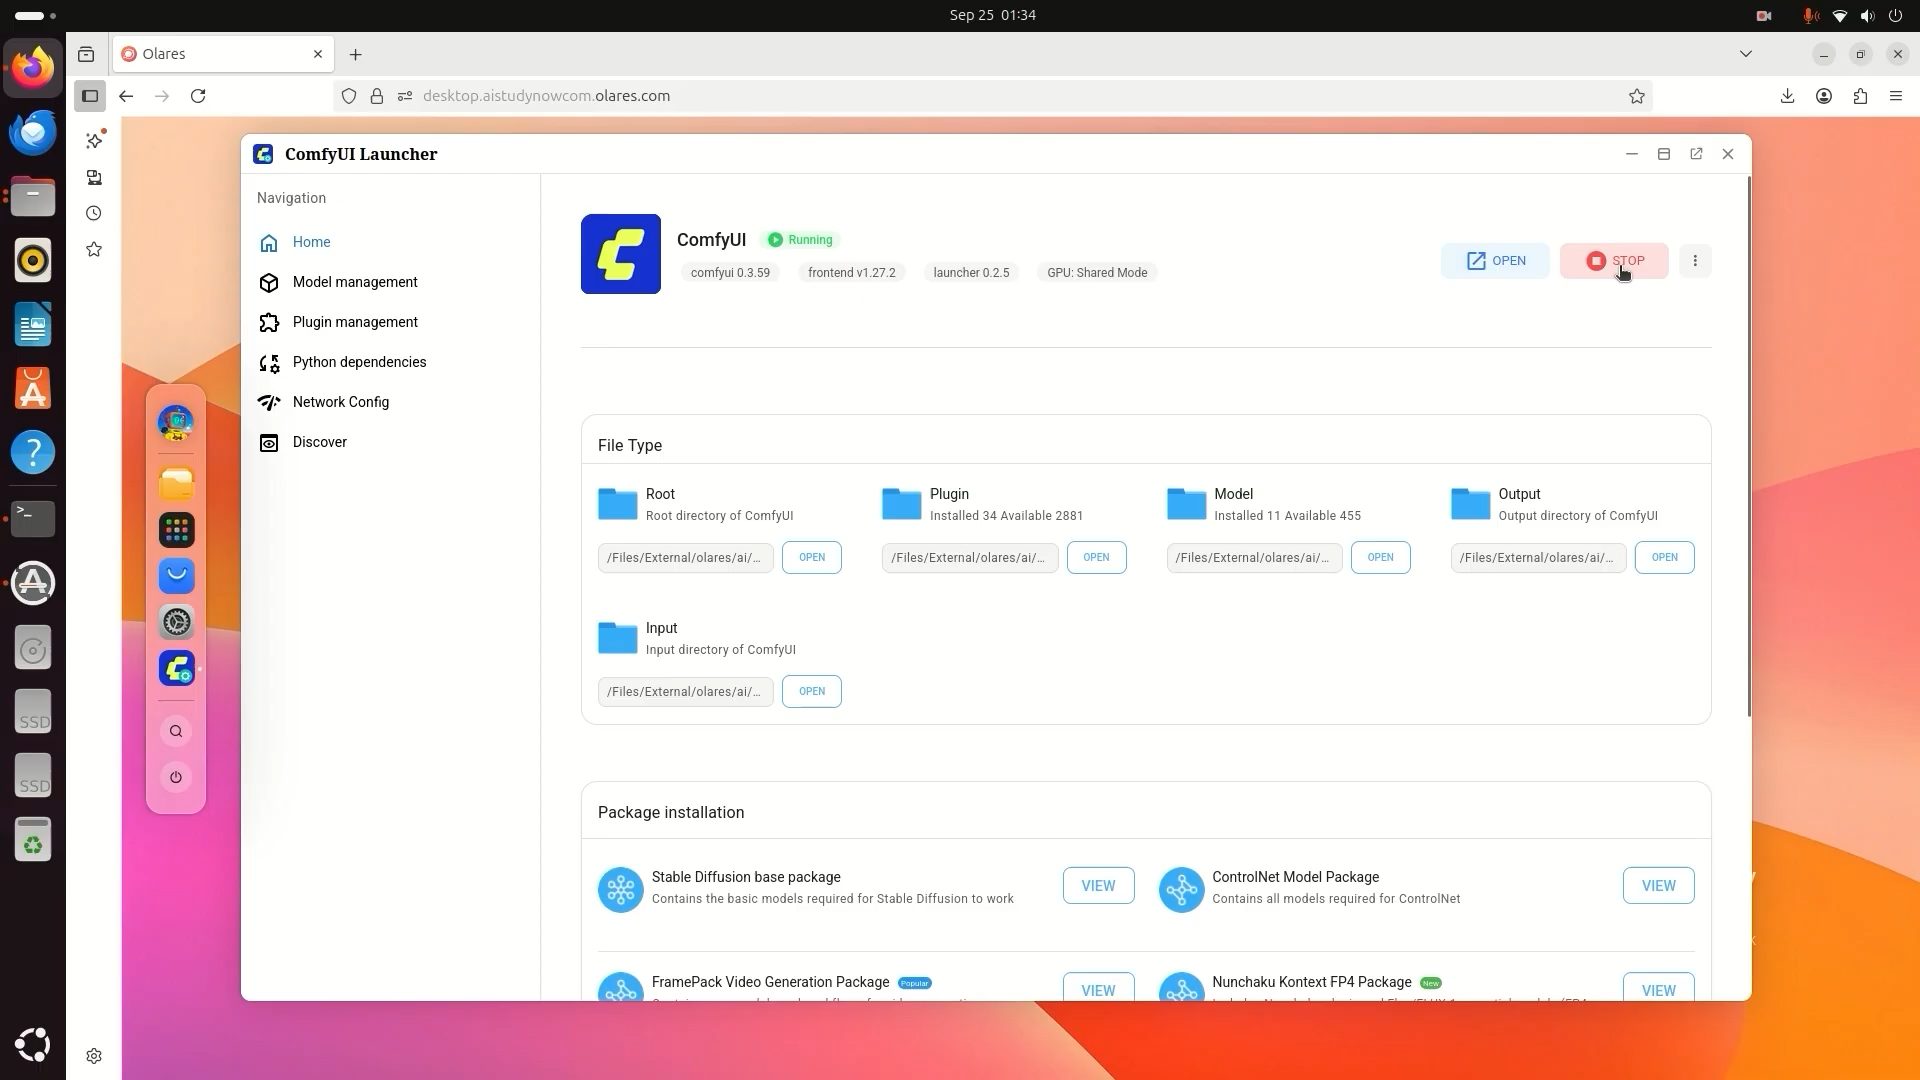 Sep 25 01:34
Olares
desktop.aistudynowcom.olares.com
ComfyUI Launcher
Navigation
Home
Model management
Plugin management
Python dependencies
Network Config
Discover
ComfyUI
Running
comfyui 0.3.59
frontend v1.27.2
launcher 0.2.5
GPU: Shared Mode
OPEN
STOP
File Type
Root
Root directory of ComfyUI
/Files/External/olares/ai/...
OPEN
Plugin
Installed 34 Available 2881
/Files/External/olares/ai/...
OPEN
Model
Installed 11 Available 455
/Files/External/olares/ai/...
OPEN
Output
Output directory of ComfyUI
/Files/External/olares/ai/...
OPEN
Input
Input directory of ComfyUI
/Files/External/olares/ai/...
OPEN
Package installation
Stable Diffusion base package
Contains the basic models required for Stable Diffusion to work
VIEW
ControlNet Model Package
Contains all models required for ControlNet
VIEW
FramePack Video Generation Package
Popular
VIEW
Nunchaku Kontext FP4 Package
New
VIEW
SSD
SSD